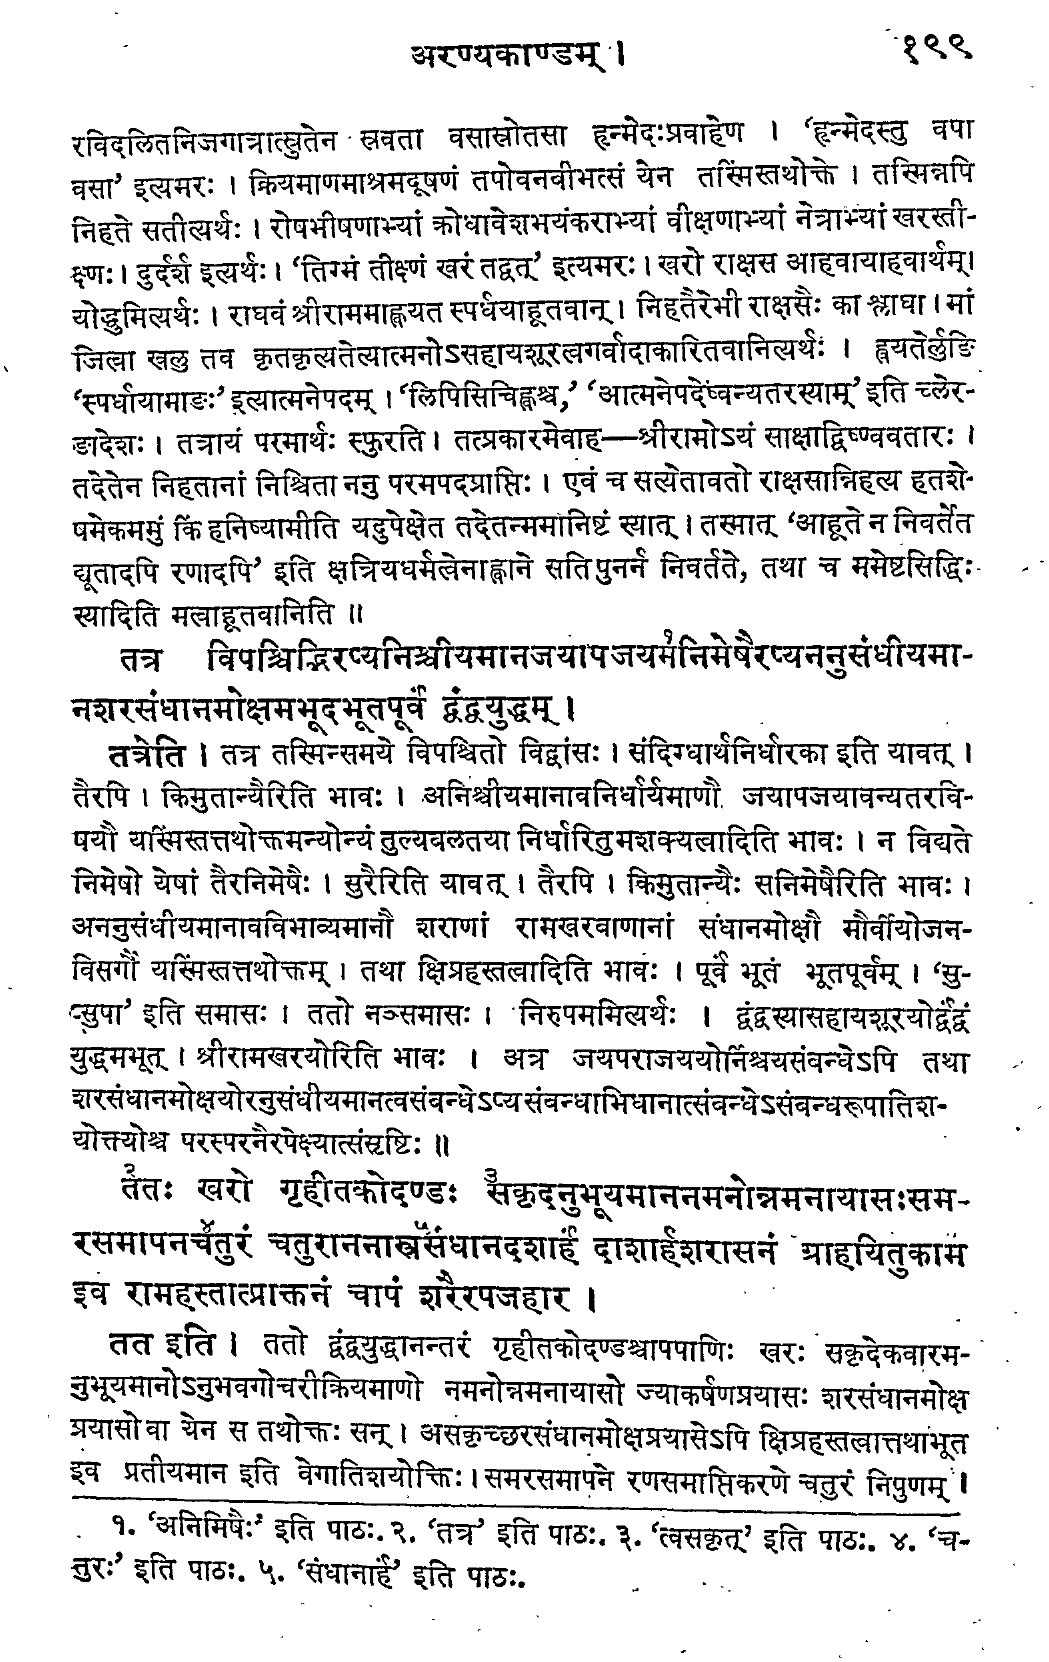 अरण्यकाण्डम् ।
१९९
रविदलितनिजगात्रात्स्रुतेन स्रवता वसास्रोतसा हृन्मेदःप्रवाहेण । ‘हृन्मेदस्तु वपा
वसा’ इत्यमरः । क्रियमाणमाश्रमदूषणं तपोवनबीभत्सं येन तस्मिंस्तथोक्ते । तस्मिन्नपि
निहते सतीत्यर्थः । रोषभीषणाभ्यां क्रोधावेशभयंकराभ्यां वीक्षणाभ्यां नेत्राभ्यां खरस्ती-
क्ष्णः । दुर्दर्श इत्यर्थः । ‘तिग्मं तीक्ष्णं खरं तद्वत्’ इत्यमरः । खरो राक्षस आहवायाहवार्थम्।
योद्धुमित्यर्थः । राघवं श्रीराममाह्वयत स्पर्धयाहूतवान् । निहतैरेभी राक्षसैः का श्लाघा । मां
जित्वा खलु तव कृतकृत्यतेत्यात्मनोऽसहायशूरत्वगर्वादाकारितवानित्यर्थः । ह्वयतेर्लुङि
‘स्पर्धायामाङः’ इत्यात्मनेपदम् । ‘लिपिसिचिह्वश्च,’ ‘आत्मनेपदेष्वन्यतरस्याम्’ इति च्लेर-
ङादेशः । तत्रायं परमार्थः स्फुरति । तत्प्रकारमेवाह—श्रीरामोऽयं साक्षाद्विष्ण्ववतारः ।
तदेतेन निहतानां निश्चिता ननु परमपदप्राप्तिः । एवं च सत्येतावतो राक्षसान्निहत्य हतशे-
षमेकममुं किं हनिष्यामीति यदुपेक्षेत तदेतन्ममानिष्टं स्यात् । तस्मात् ‘आहूते न निवर्तेत
द्यूतादपि रणादपि’ इति क्षत्रियधर्मत्वेनाह्वाने सति पुनर्न निवर्तते, तथा च ममेष्टसिद्धिः
स्यादिति मत्वाहूतवानिति ॥
तत्र विपश्चिद्भिरप्यनिश्चीयमानजयापजयम१निमेषैरप्यननुसंधीयमा-
नशरसंधानमोक्षमभूदभूतपूर्वं द्वंद्वयुद्धम् ।
तत्रेति । तत्र तस्मिन्समये विपश्चितो विद्वांसः । संदिग्धार्थनिर्धारका इति यावत् ।
तैरपि । किमुतान्यैरिति भावः । अनिश्चीयमानावनिर्धार्यमाणौ जयापजयावन्यतरवि-
षयौ यस्मिंस्तत्तथोक्तमन्योन्यं तुल्यबलतया निर्धारितुमशक्यत्वादिति भावः । न विद्यते
निमेषो येषां तैरनिमेषैः । सुरैरिति यावत् । तैरपि । किमुतान्यैः सनिमेषैरिति भावः ।
अननुसंधीयमानावविभाव्यमानौ शराणां रामखरबाणानां संधानमोक्षौ मौर्वीयोजन-
विसर्गौ यस्मिंस्तत्तथोक्तम् । तथा क्षिप्रहस्तत्वादिति भावः । पूर्वं भूतं भूतपूर्वम् । ‘सु-
प्सुपा’ इति समासः । ततो नञ्समासः । निरुपममित्यर्थः । द्वंद्वस्यासहायशूरयोर्द्वंद्वं
युद्धमभूत् । श्रीरामखरयोरिति भावः । अत्र जयपराजययोर्निश्चयसंबन्धेऽपि तथा
शरसंधानमोक्षयोरनुसंधीयमानत्वसंबन्धेऽप्यसंबन्धाभिधानात्संबन्धेऽसंबन्धरूपातिश-
योक्त्योश्च परस्परनैरपेक्ष्यात्संसृष्टिः ॥
२ततः खरो गृहीतकोदण्डः ३सकृदनुभूयमाननमनोन्नमनायासः सम-
रसमापनच४तुरं चतुराननास्त्र५संधानदशार्हं दाशार्हशरासनं ग्राहयितुकाम
इव रामहस्तात्प्राक्तनं चापं शरैरपजहार ।
तत इति । ततो द्वंद्वयुद्धानन्तरं गृहीतकोदण्डश्चापपाणिः खरः सकृदेकवारम-
नुभूयमानोऽनुभवगोचरीक्रियमाणो नमनोन्नमनायासो ज्याकर्षणप्रयासः शरसंधानमोक्ष
प्रयासो वा येन स तथोक्तः सन् । असकृच्छरसंधानमोक्षप्रयासेऽपि क्षिप्रहस्तत्वात्तथाभूत
इव प्रतीयमान इति वेगातिशयोक्तिः । समरसमापने रणसमाप्तिकरणे चतुरं निपुणम् ।
१. ‘अनिमिषैः’ इति पाठः. २. ‘तत्र’ इति पाठः. ३. ‘त्वसकृत्’ इति पाठः. ४. ‘च-
तुरः’ इति पाठः. ५. ‘संधानार्हं’ इति पाठः.